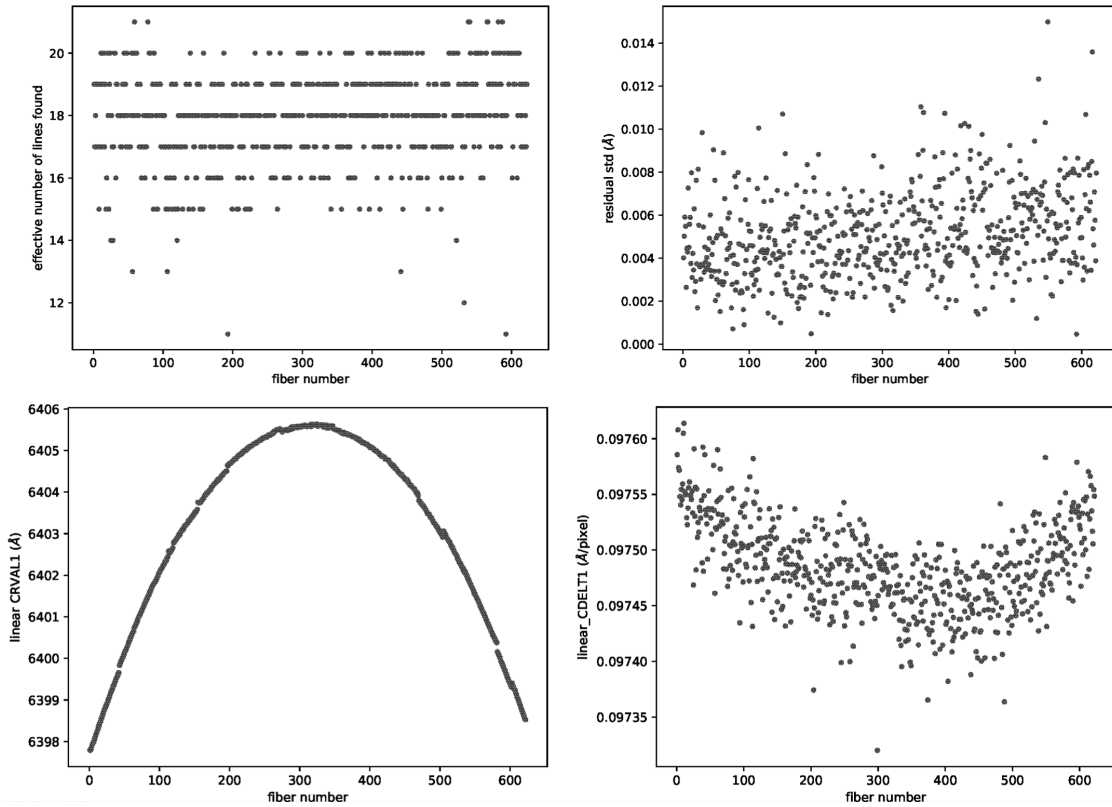 effective number of lines found
20
18
16
14
12
0 100 200 300 400 500 600
fiber number
residual std (Å)
0.014
0.012
0.010
0.008
0.006
0.004
0.002
0.000
0 100 200 300 400 500 600
fiber number
linear CRVAL1 (Å)
6406
6405
6404
6403
6402
6401
6400
6399
6398
0 100 200 300 400 500 600
fiber number
linear_CDELT1 (Å/pixel)
0.09760
0.09755
0.09750
0.09745
0.09740
0.09735
0 100 200 300 400 500 600
fiber number